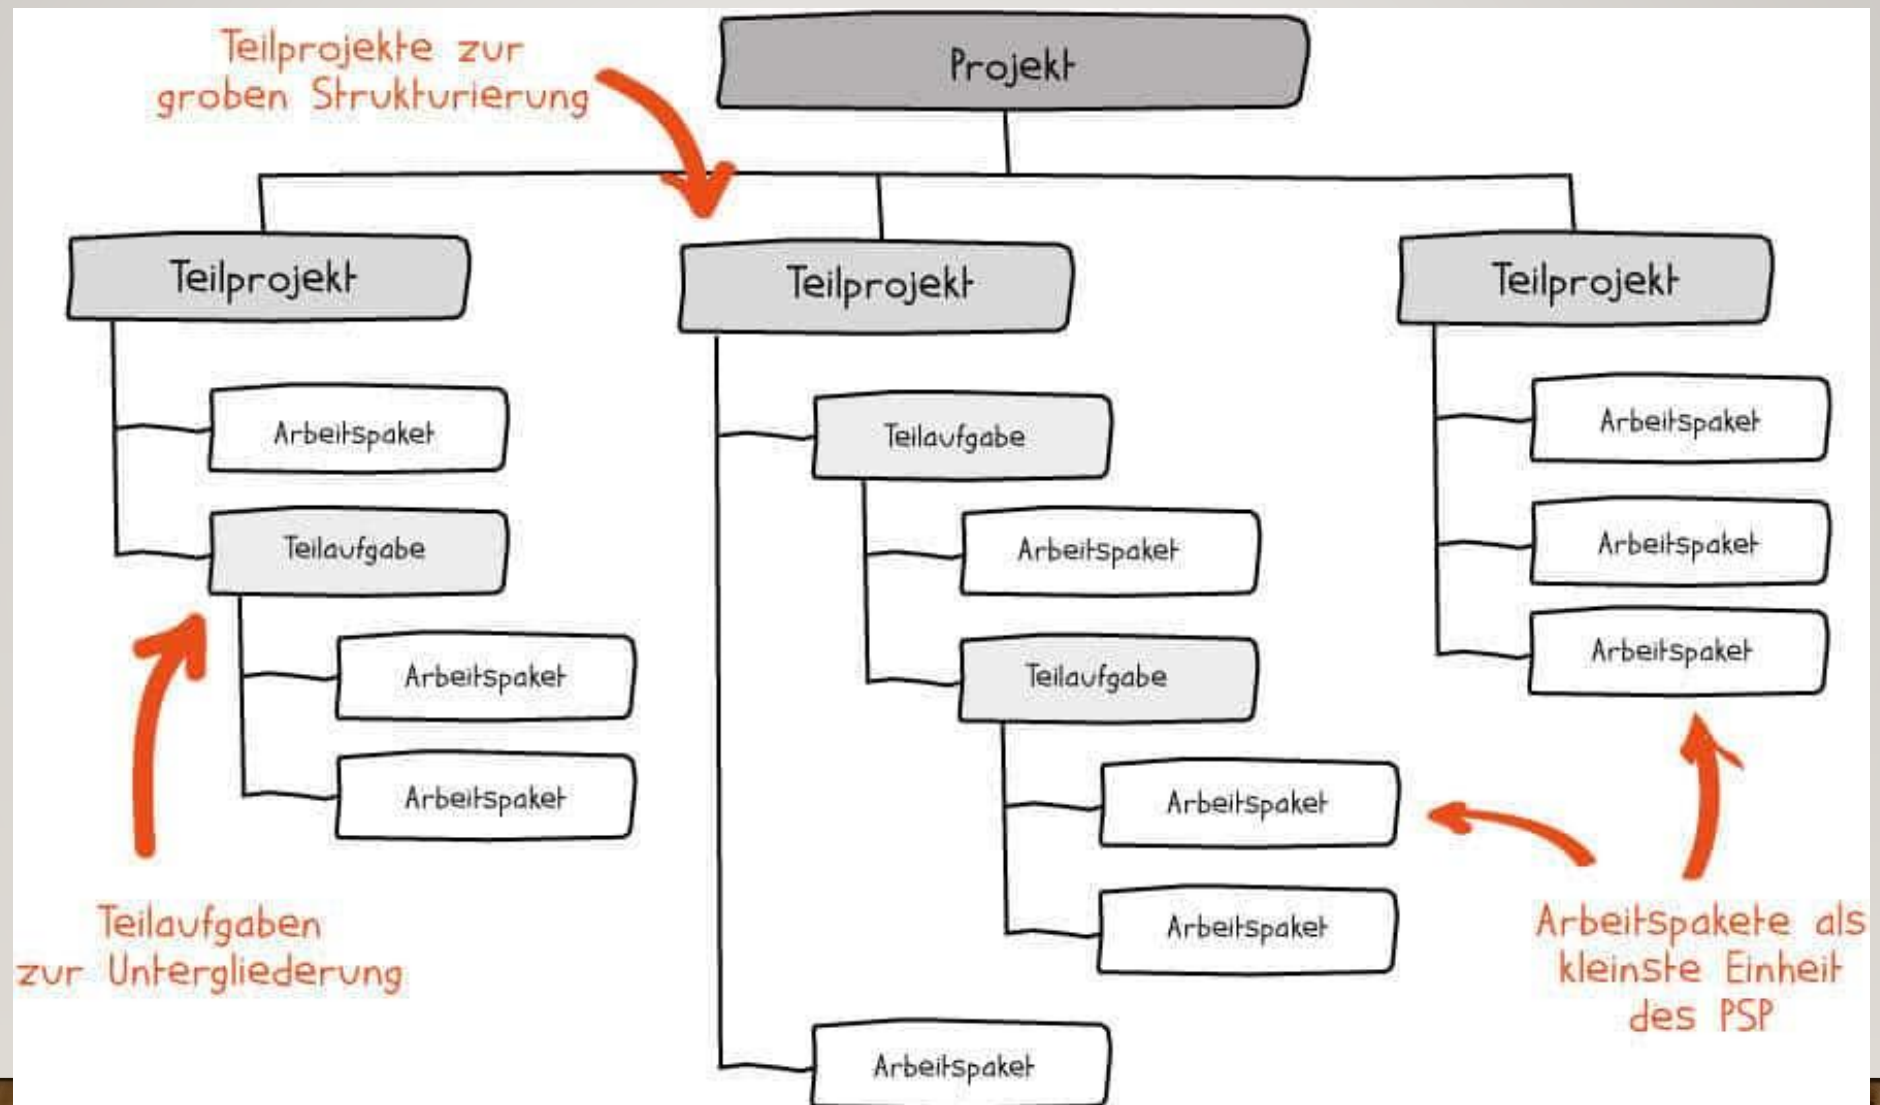 Teilprojekte zur
groben Strukturierung
Projekt
Teilprojekt
Teilprojekt
Teilprojekt
Arbeitspaket
Teilaufgabe
Arbeitspaket
Arbeitspaket
Teilaufgabe
Arbeitspaket
Teilaufgabe
Arbeitspaket
Arbeitspaket
Arbeitspaket
Arbeitspaket
Arbeitspaket
Arbeitspaket
Teilaufgaben
zur Untergliederung
Arbeitspakete als
kleinste Einheit
des PSP